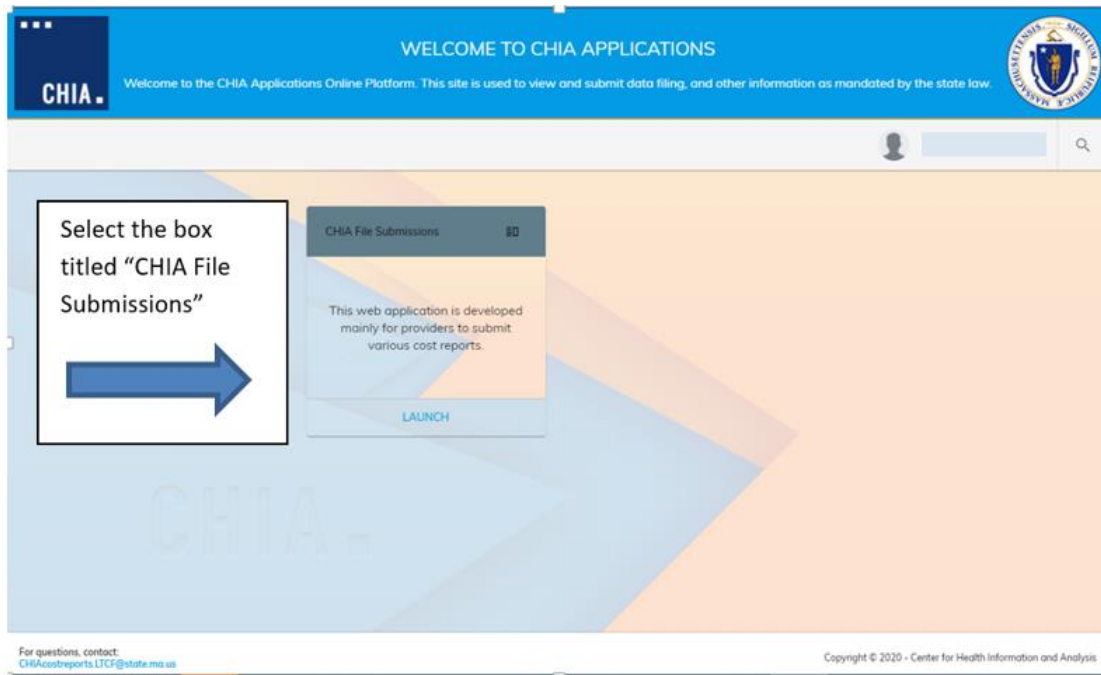 WELCOME TO CHIA APPLICATIONS
Welcome to the CHIA Applications Online Platform. This site is used to view and submit data filing, and other information as mandated by the state law.
CHIA.
Select the box
titled “CHIA File
Submissions”
CHIA File Submissions
This web application is developed
mainly for providers to submit
various cost reports.
LAUNCH
CHIA.
For questions, contact:
CHIAcostreports.LTCF@state.ma.us
Copyright © 2020 - Center for Health Information and Analysis